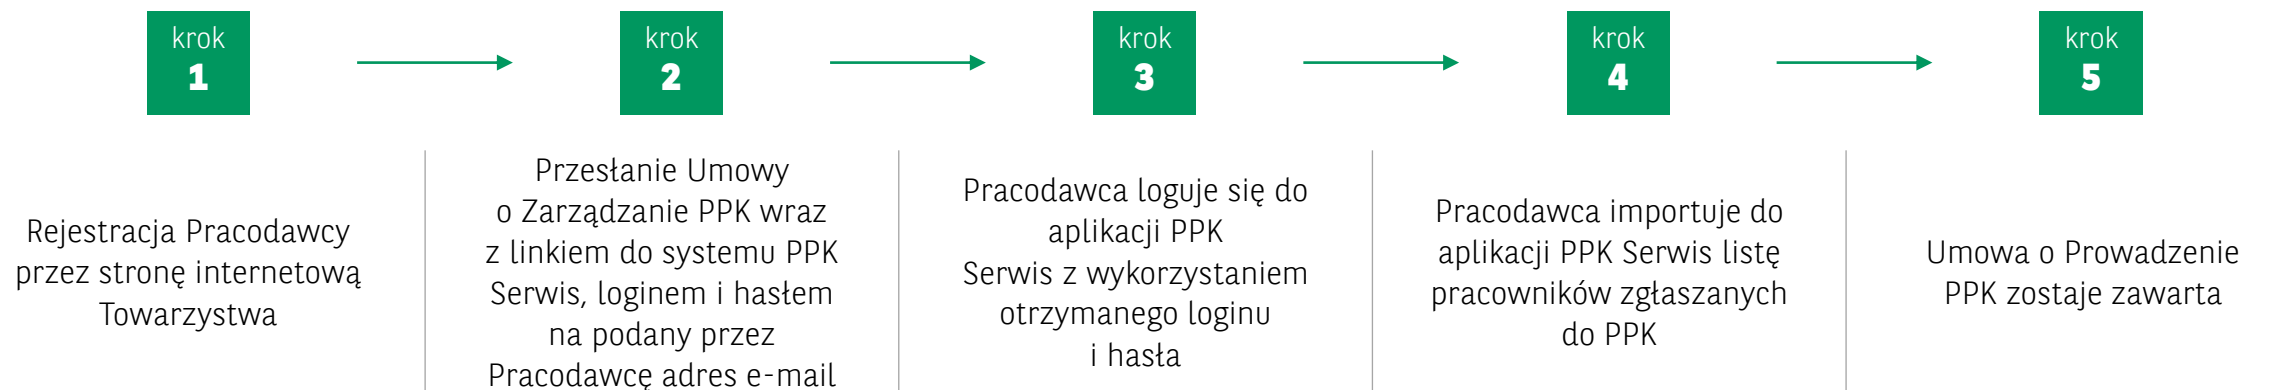 krok
1
krok
2
krok
3
krok
4
krok
5
Rejestracja Pracodawcy
przez stronę internetową
Towarzystwa
Przesłanie Umowy
o Zarządzanie PPK wraz
z linkiem do systemu PPK
Serwis, loginem i hasłem
na podany przez
Pracodawcę adres e-mail
Pracodawca loguje się do
aplikacji PPK
Serwis z wykorzystaniem
otrzymanego loginu
i hasła
Pracodawca importuje do
aplikacji PPK Serwis listę
pracowników zgłaszanych
do PPK
Umowa o Prowadzenie
PPK zostaje zawarta